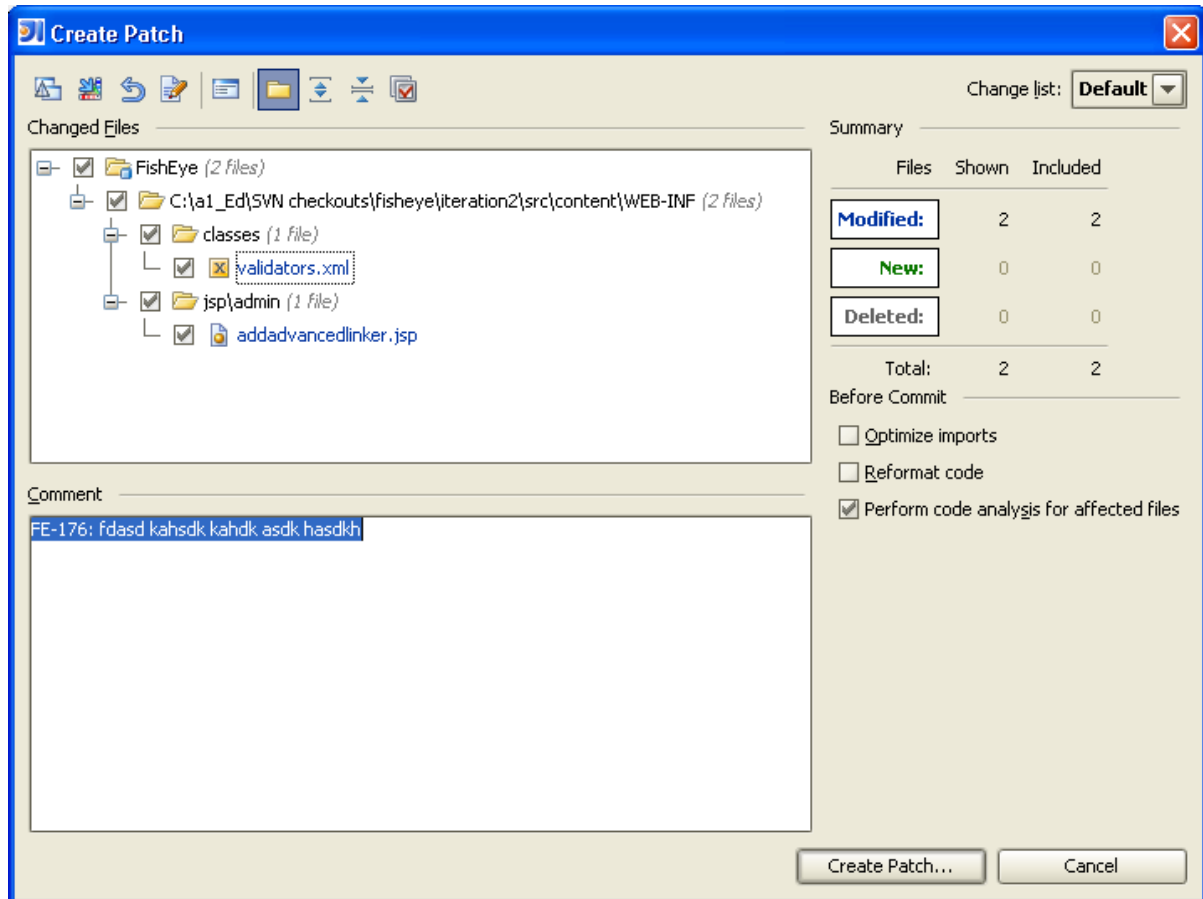 Create Patch
Change list: Default
Changed Files
FishEye (2 files)
C:\a1_Ed\SVN checkouts\fisheye\iteration2\src\content\WEB-INF (2 files)
classes (1 file)
validators.xml
jsp\admin (1 file)
addadvancedlinker.jsp
Summary
Files Shown Included
Modified: 2 2
New: 0 0
Deleted: 0 0
Total: 2 2
Before Commit
Optimize imports
Reformat code
Perform code analysis for affected files
Comment
FE-176: fdasd kahsdk kahdk asdk hasdkh
Create Patch... Cancel